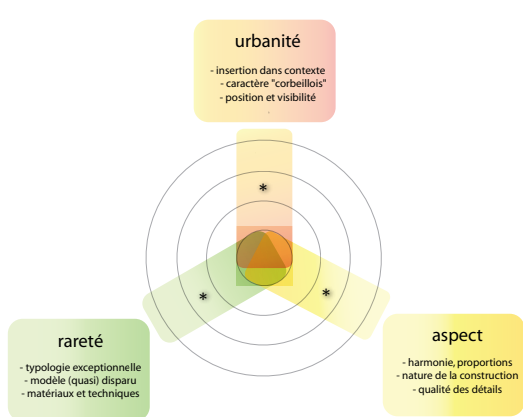 urbanité
- insertion dans contexte
- caractère "corbeillois"
- position et visibilité
*
*
*
rareté
- typologie exceptionnelle
- modèle (quasi) disparu
- matériaux et techniques
aspect
- harmonie, proportions
- nature de la construction
- qualité des détails